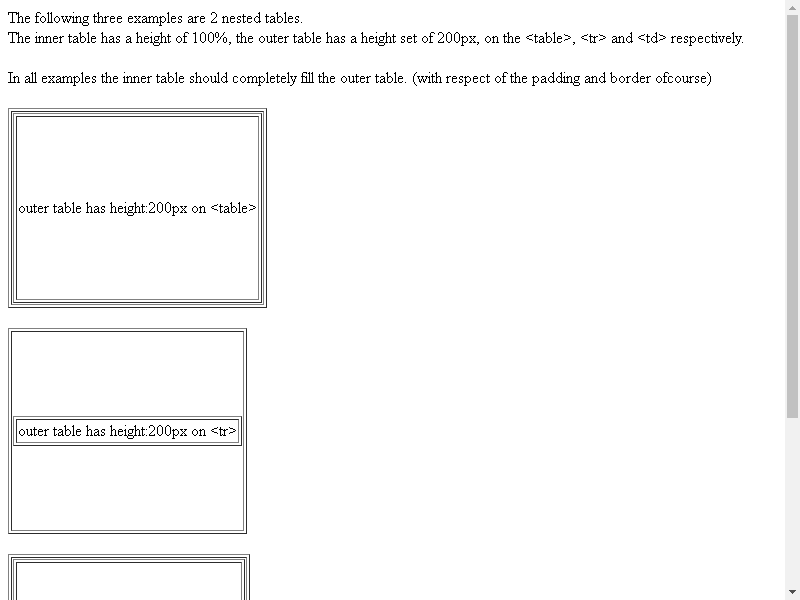 The following three examples are 2 nested tables.
The inner table has a height of 100%, the outer table has a height set of 200px, on the <table>, <tr> and <td> respectively.
In all examples the inner table should completely fill the outer table. (with respect of the padding and border ofcourse)
outer table has height:200px on <table>
outer table has height:200px on <tr>